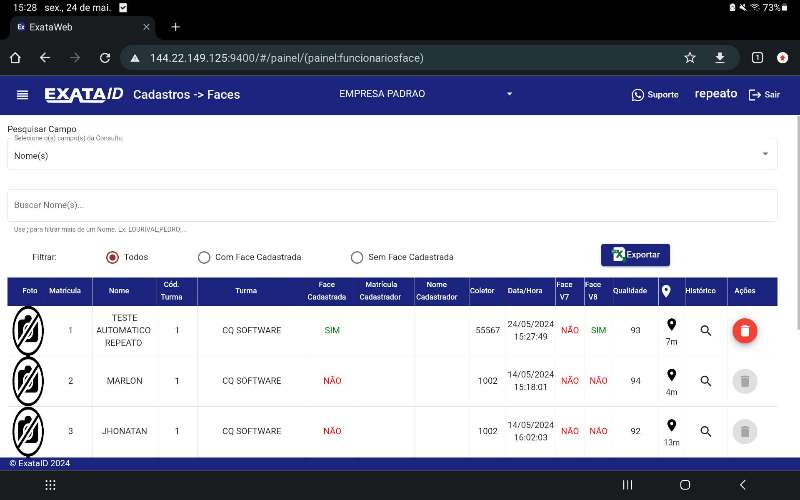 15:28 sex., 24 de mai.
73%
Ex ExataWeb
144.22.149.125:9400/#/painel/(painel:funcionariosface)
1
EXATA ID Cadastros -> Faces EMPRESA PADRAO Suporte repeato Sair
Pesquisar Campo
Selecione o(s) campo(s) da Consulta
Nome(s)
Buscar Nome(s)...
Use ; para filtrar mais de um Nome. Ex: LOURIVAL;PEDRO;...
Filtrar: Todos Com Face Cadastrada Sem Face Cadastrada Exportar
Foto Matrícula Nome Cód. Turma Turma Face Cadastrada Matrícula Cadastrador Nome Cadastrador Coletor Data/Hora Face V7 Face V8 Qualidade Histórico Ações
1 TESTE AUTOMATICO REPEATO 1 CQ SOFTWARE SIM 55567 24/05/2024 15:27:49 NÃO SIM 93 7m
2 MARLON 1 CQ SOFTWARE NÃO 1002 14/05/2024 15:18:01 NÃO NÃO 94 4m
3 JHONATAN 1 CQ SOFTWARE NÃO 1002 14/05/2024 16:02:03 NÃO NÃO 92 13m
© ExataID 2024